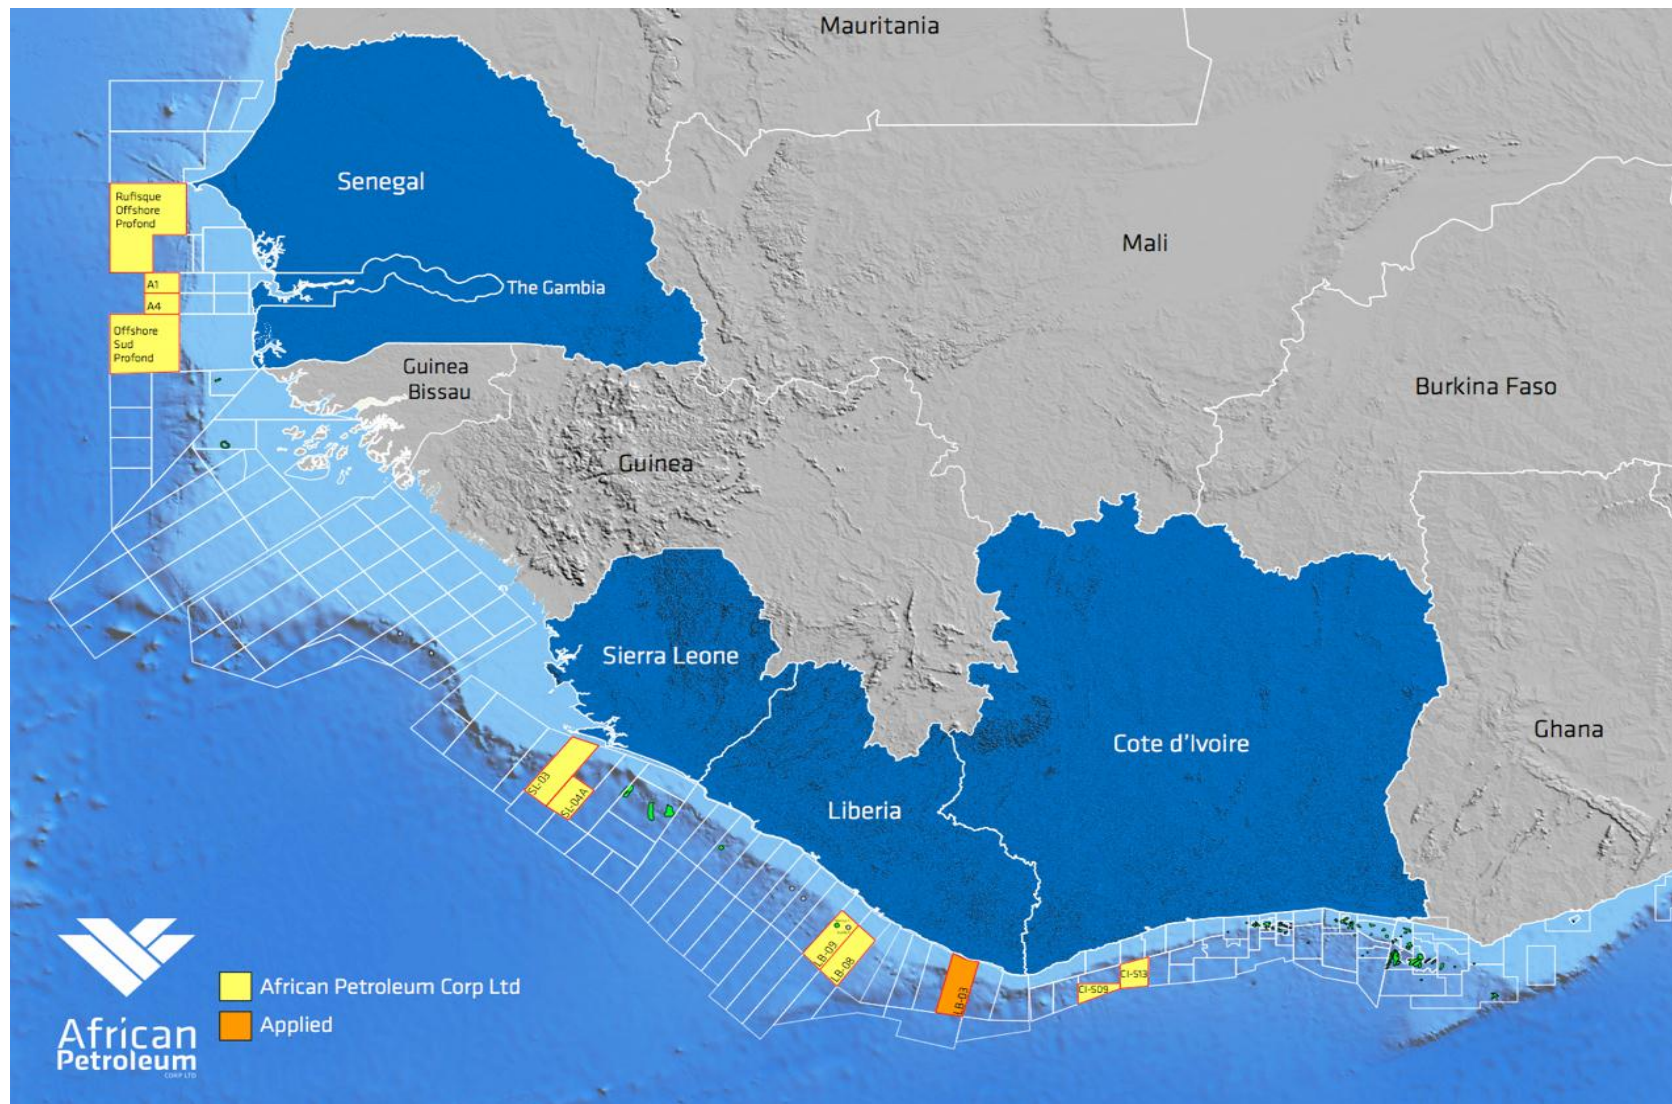 Mauritania
Senegal
Rufisque
Offshore
Profond
Mali
A1
The Gambia
A4
Offshore
Sud
Profond
Guinea
Bissau
Burkina Faso
Guinea
Sierra Leone
Ghana
Cote d'Ivoire
SL-03
SL-04A
Liberia
LB-09
LB-08
LB-03
CI-513
CI-509
African Petroleum Corp Ltd
Applied
African
Petroleum
CORP LTD